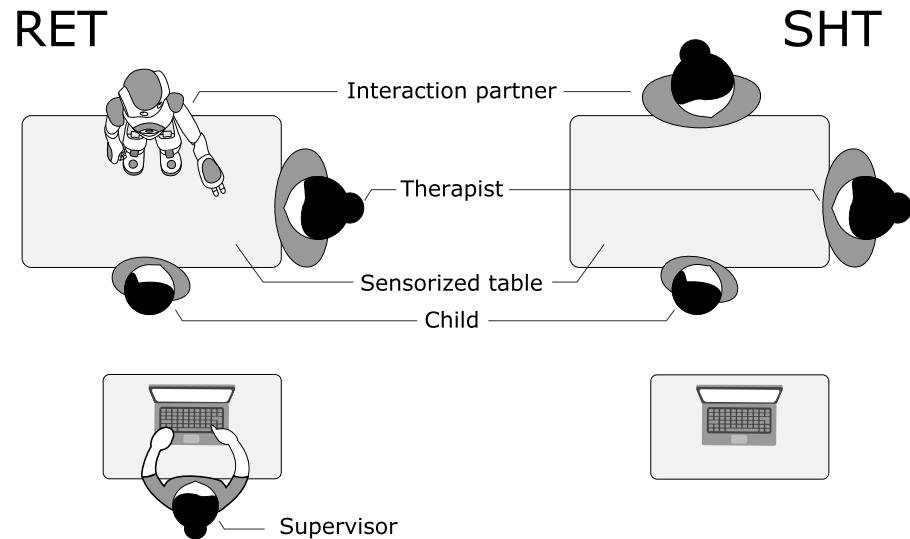 RET
SHT
Interaction partner
Therapist
Sensorized table
Child
Supervisor